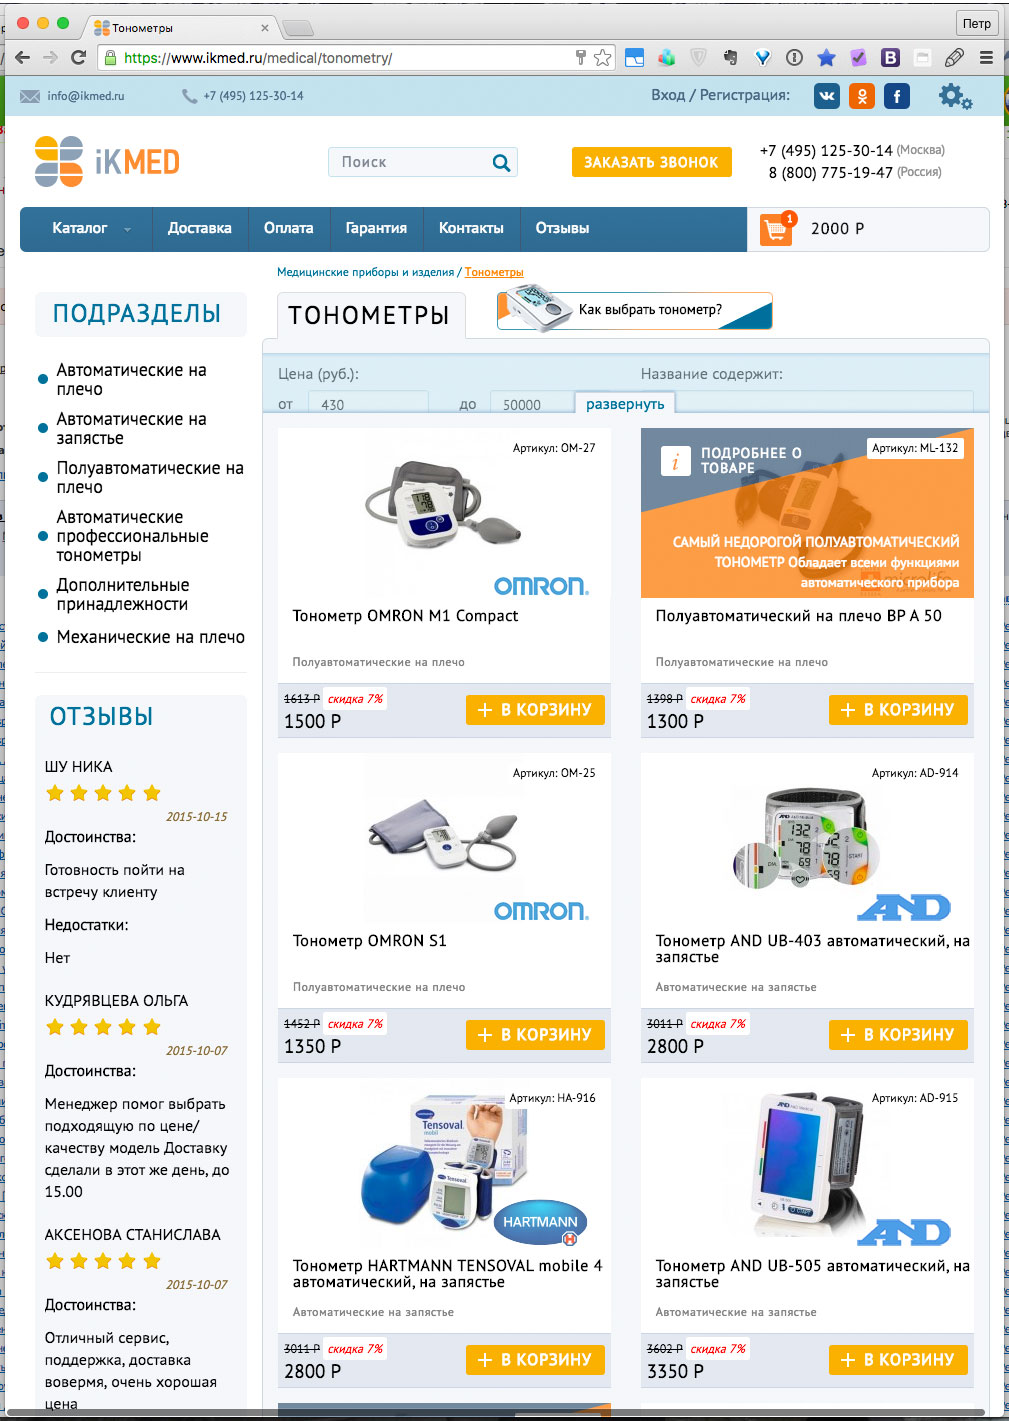 Тонометры
Петр
https://www.ikmed.ru/medical/tonometry/
info@ikmed.ru
+7 (495) 125-30-14
Вход / Регистрация:
iKMED
Поиск
ЗАКАЗАТЬ ЗВОНОК
+7 (495) 125-30-14 (Москва)
8 (800) 775-19-47 (Россия)
Каталог
Доставка
Оплата
Гарантия
Контакты
Отзывы
1
2000 Р
Медицинские приборы и изделия / Тонометры
ПОДРАЗДЕЛЫ
Автоматические на
плечо
Автоматические на
запястье
Полуавтоматические на
плечо
Автоматические
профессиональные
тонометры
Дополнительные
принадлежности
Механические на плечо
ОТЗЫВЫ
ШУ НИКА
2015-10-15
Достоинства:
Готовность пойти на
встречу клиенту
Недостатки:
Нет
КУДРЯВЦЕВА ОЛЬГА
2015-10-07
Достоинства:
Менеджер помог выбрать
подходящую по цене/
качеству модель Доставку
сделали в этот же день, до
15.00
АКСЕНОВА СТАНИСЛАВА
2015-10-07
Достоинства:
Отличный сервис,
поддержка, доставка
вовермя, очень хорошая
цена
ТОНОМЕТРЫ
Как выбрать тонометр?
Цена (руб.):
Название содержит:
от
430
до
50000
развернуть
Артикул: OM-27
OMRON
Тонометр OMRON M1 Compact
Полуавтоматические на плечо
1613 Р скидка 7%
1500 Р
В КОРЗИНУ
ПОДРОБНЕЕ О
ТОВАРЕ
Артикул: ML-132
САМЫЙ НЕДОРОГОЙ ПОЛУАВТОМАТИЧЕСКИЙ
ТОНОМЕТР Обладает всеми функциями
автоматического прибора
Полуавтоматический на плечо BP A 50
Полуавтоматические на плечо
1398 Р скидка 7%
1300 Р
В КОРЗИНУ
Артикул: OM-25
OMRON
Тонометр OMRON S1
Полуавтоматические на плечо
1452 Р скидка 7%
1350 Р
В КОРЗИНУ
Артикул: AD-914
AND
Тонометр AND UB-403 автоматический, на
запястье
Автоматические на запястье
3011 Р скидка 7%
2800 Р
В КОРЗИНУ
Артикул: HA-916
Tensoval
mobil
HARTMANN
Тонометр HARTMANN TENSOVAL mobile 4
автоматический, на запястье
Автоматические на запястье
3011 Р скидка 7%
2800 Р
В КОРЗИНУ
Артикул: AD-915
AND
Тонометр AND UB-505 автоматический, на
запястье
Автоматические на запястье
3602 Р скидка 7%
3350 Р
В КОРЗИНУ